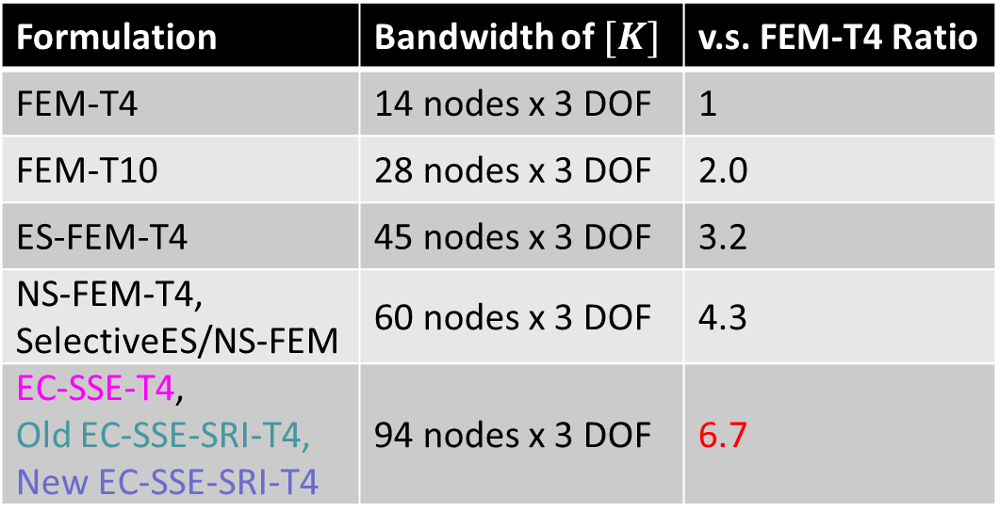 Formulation Bandwidth of [K] v.s. FEM-T4 Ratio
FEM-T4 14 nodes x 3 DOF 1
FEM-T10 28 nodes x 3 DOF 2.0
ES-FEM-T4 45 nodes x 3 DOF 3.2
NS-FEM-T4,
SelectiveES/NS-FEM 60 nodes x 3 DOF 4.3
EC-SSE-T4,
Old EC-SSE-SRI-T4, 94 nodes x 3 DOF 6.7
New EC-SSE-SRI-T4